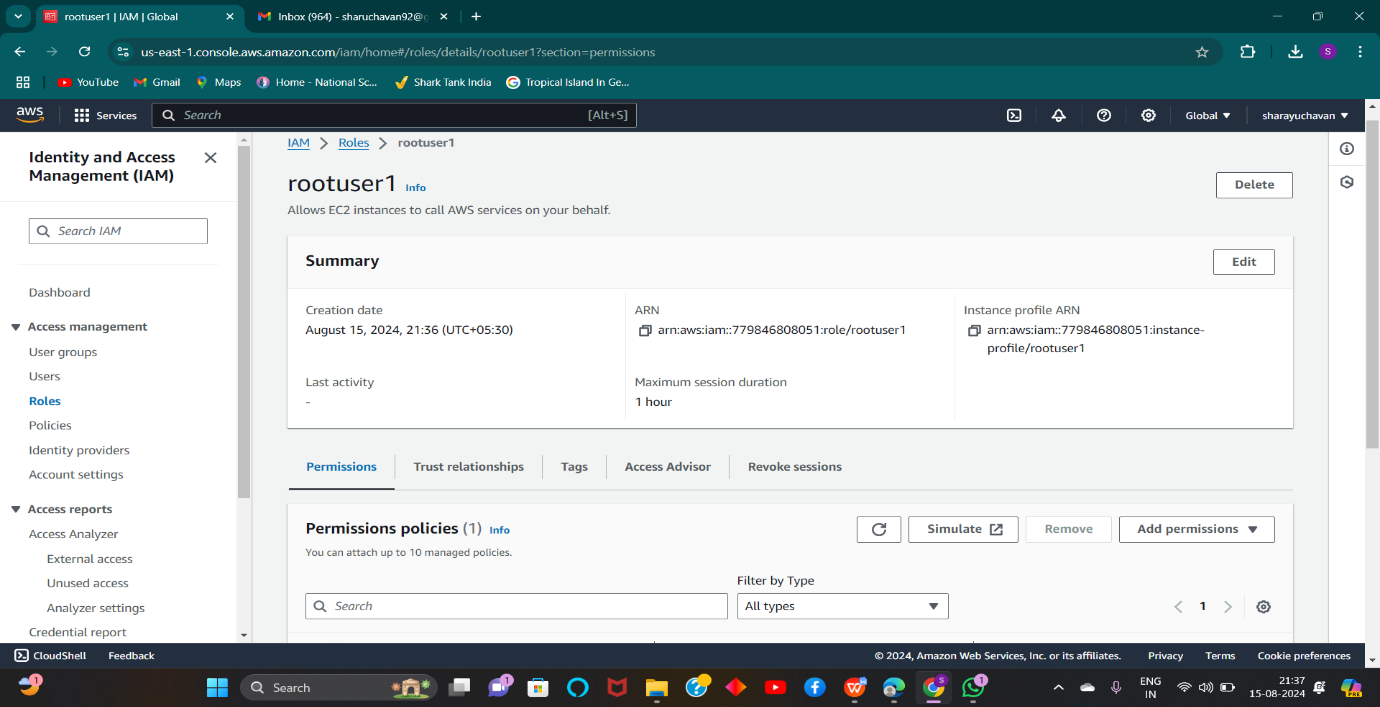 rootuser1 | IAM | Global
Inbox (964) - sharuchavan92@g
us-east-1.console.aws.amazon.com/iam/home#/roles/details/rootuser1?section=permissions
S
YouTube
Gmail
Maps
Home - National Sc...
Shark Tank India
Tropical Island In Ge...
aws
Services
Search
[Alt+S]
Global
sharayuchavan
Identity and Access
Management (IAM)
Search IAM
Dashboard
Access management
User groups
Users
Roles
Policies
Identity providers
Account settings
Access reports
Access Analyzer
External access
Unused access
Analyzer settings
Credential report
IAM > Roles > rootuser1
rootuser1 Info
Delete
Allows EC2 instances to call AWS services on your behalf.
Summary
Edit
Creation date
August 15, 2024, 21:36 (UTC+05:30)
ARN
arn:aws:iam::779846808051:role/rootuser1
Instance profile ARN
arn:aws:iam::779846808051:instance-
profile/rootuser1
Last activity
-
Maximum session duration
1 hour
Permissions
Trust relationships
Tags
Access Advisor
Revoke sessions
Permissions policies (1) Info
You can attach up to 10 managed policies.
Simulate
Remove
Add permissions
Filter by Type
Search
All types
1
CloudShell
Feedback
© 2024, Amazon Web Services, Inc. or its affiliates.
Privacy
Terms
Cookie preferences
1
Search
1
S
1
ENG
IN
21:37
15-08-2024
PRE